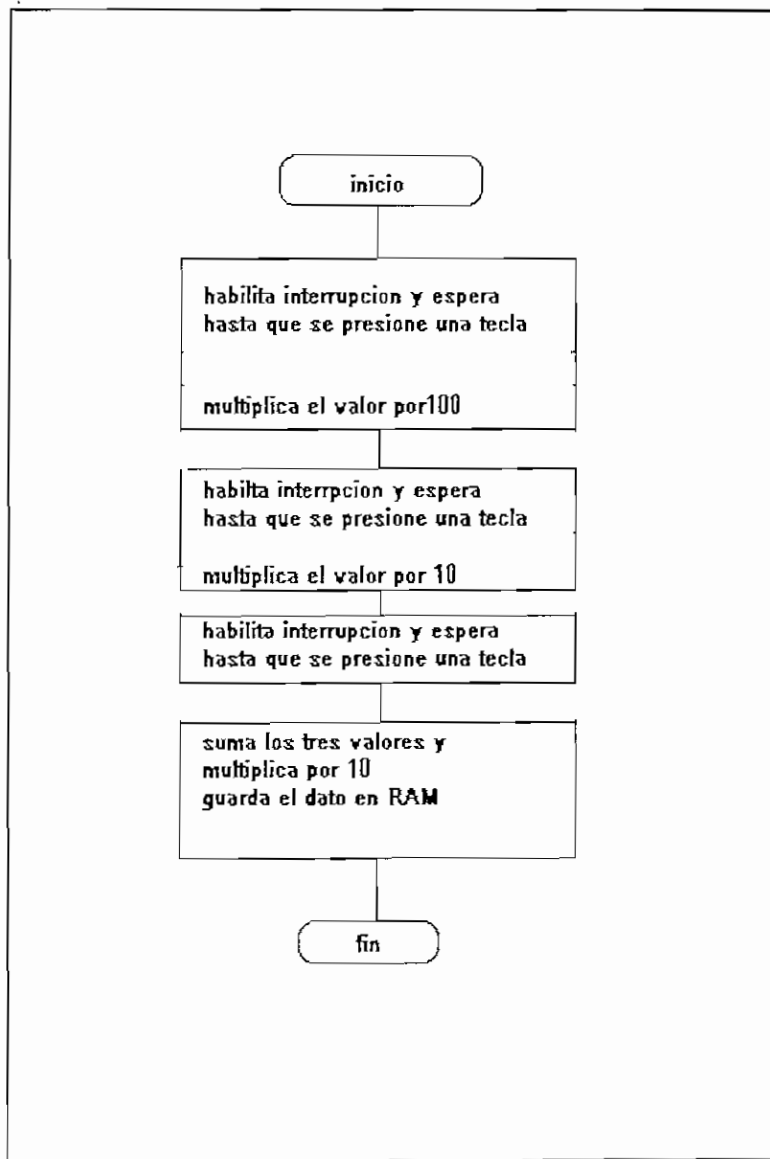 inicio
habilita interrupcion y espera
hasta que se presione una tecla
multiplica el valor por100
habilta interrpcion y espera
hasta que se presione una tecla
multiplica el valor por 10
habilita interrupcion y espera
hasta que se presione una tecla
suma los tres valores y
multiplica por 10
guarda el dato en RAM
fin